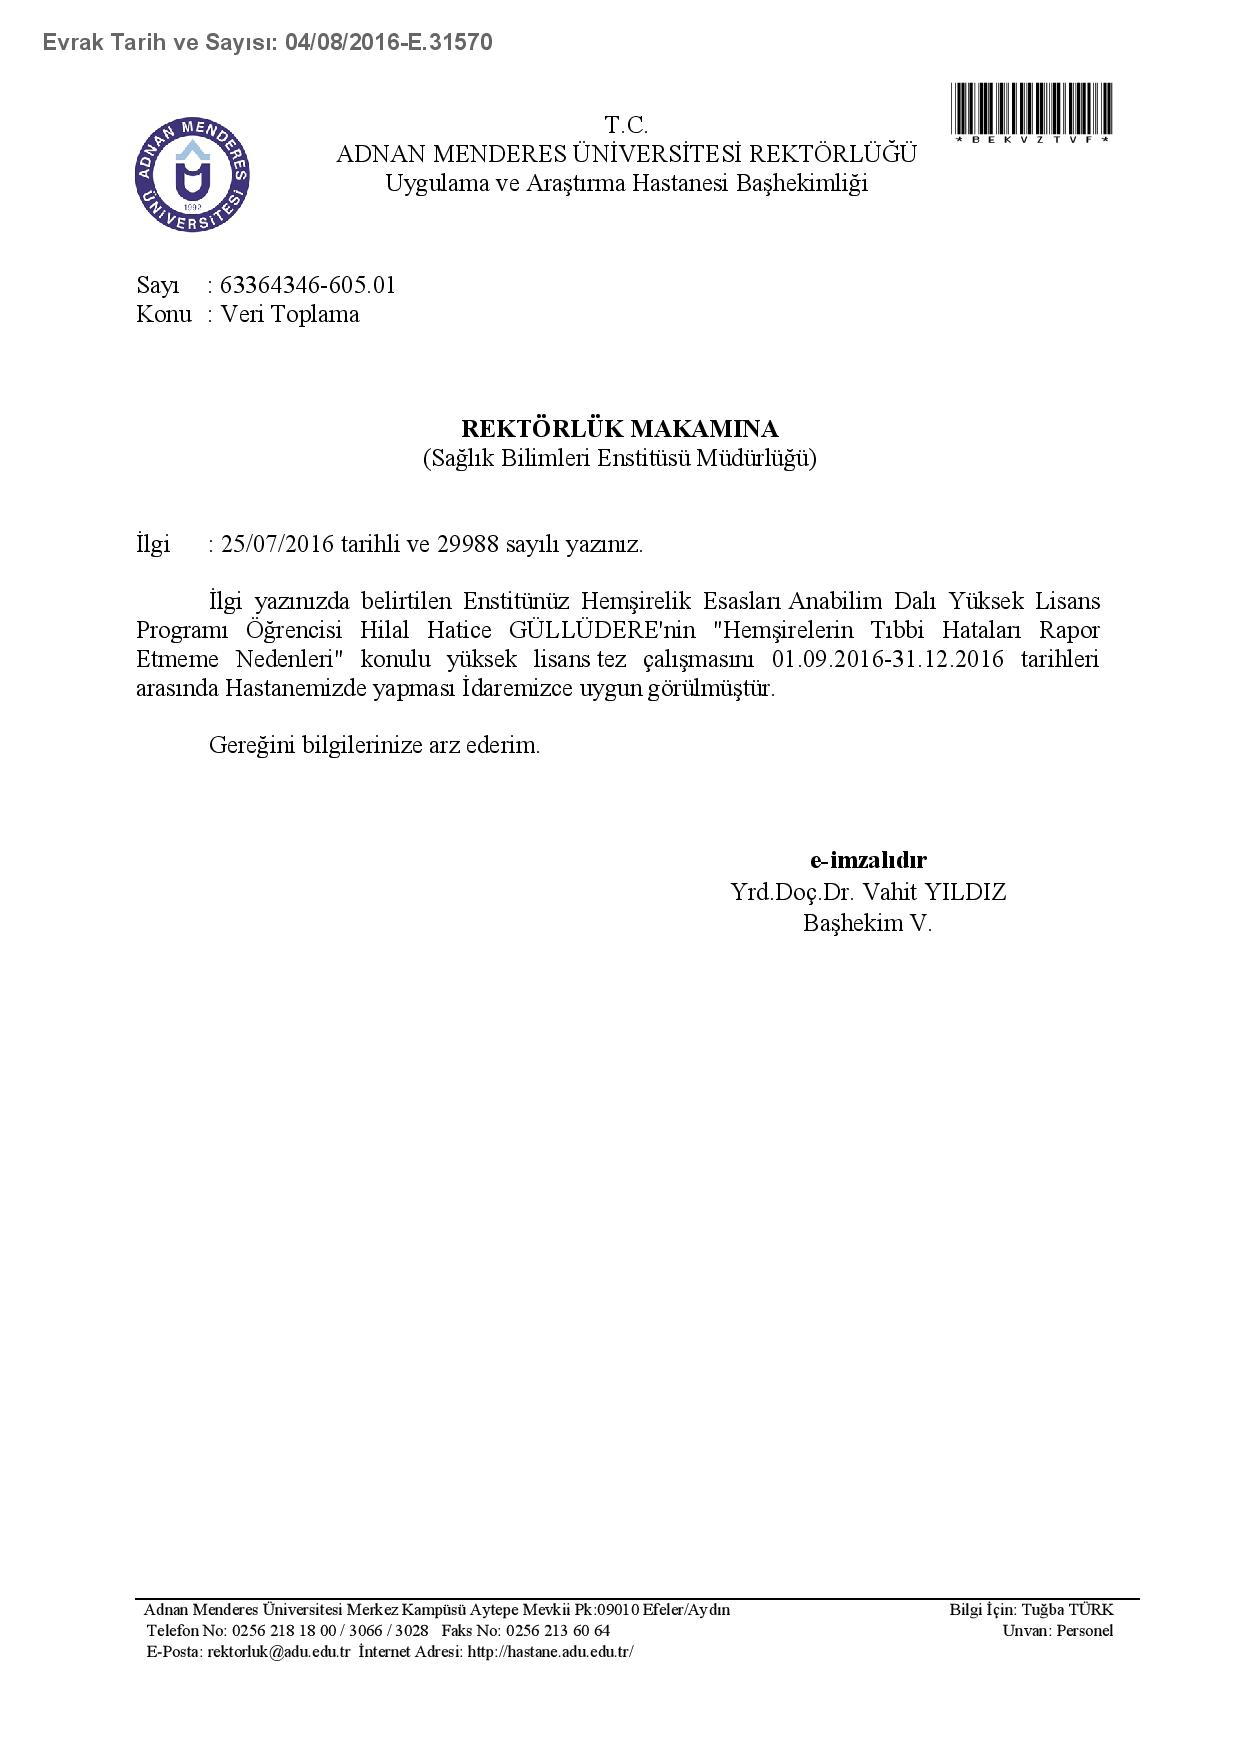 Evrak Tarih ve Sayısı: 04/08/2016-E.31570
*BEKVZTVF*
ADNAN MENDERES
ÜNİVERSİTESİ
1992
T.C.
ADNAN MENDERES ÜNİVERSİTESİ REKTÖRLÜĞÜ
Uygulama ve Araştırma Hastanesi Başhekimliği
Sayı : 63364346-605.01
Konu : Veri Toplama
REKTÖRLÜK MAKAMINA
(Sağlık Bilimleri Enstitüsü Müdürlüğü)
İlgi : 25/07/2016 tarihli ve 29988 sayılı yazınız.
İlgi yazınızda belirtilen Enstitünüz Hemşirelik Esasları Anabilim Dalı Yüksek Lisans
Programı Öğrencisi Hilal Hatice GÜLLÜDERE'nin "Hemşirelerin Tıbbi Hataları Rapor
Etmeme Nedenleri" konulu yüksek lisans tez çalışmasını 01.09.2016-31.12.2016 tarihleri
arasında Hastanemizde yapması İdaremizce uygun görülmüştür.
Gereğini bilgilerinize arz ederim.
e-imzalıdır
Yrd.Doç.Dr. Vahit YILDIZ
Başhekim V.
Adnan Menderes Üniversitesi Merkez Kampüsü Aytepe Mevkii Pk:09010 Efeler/Aydın
Bilgi İçin: Tuğba TÜRK
Telefon No: 0256 218 18 00 / 3066 / 3028 Faks No: 0256 213 60 64
Unvan: Personel
E-Posta: rektorluk@adu.edu.tr İnternet Adresi: http://hastane.adu.edu.tr/